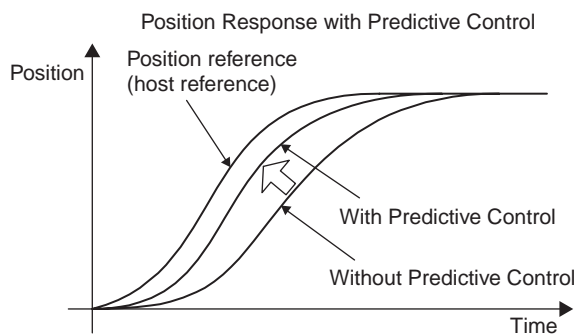 Position Response with Predictive Control
Position
Position reference
(host reference)
With Predictive Control
Without Predictive Control
Time